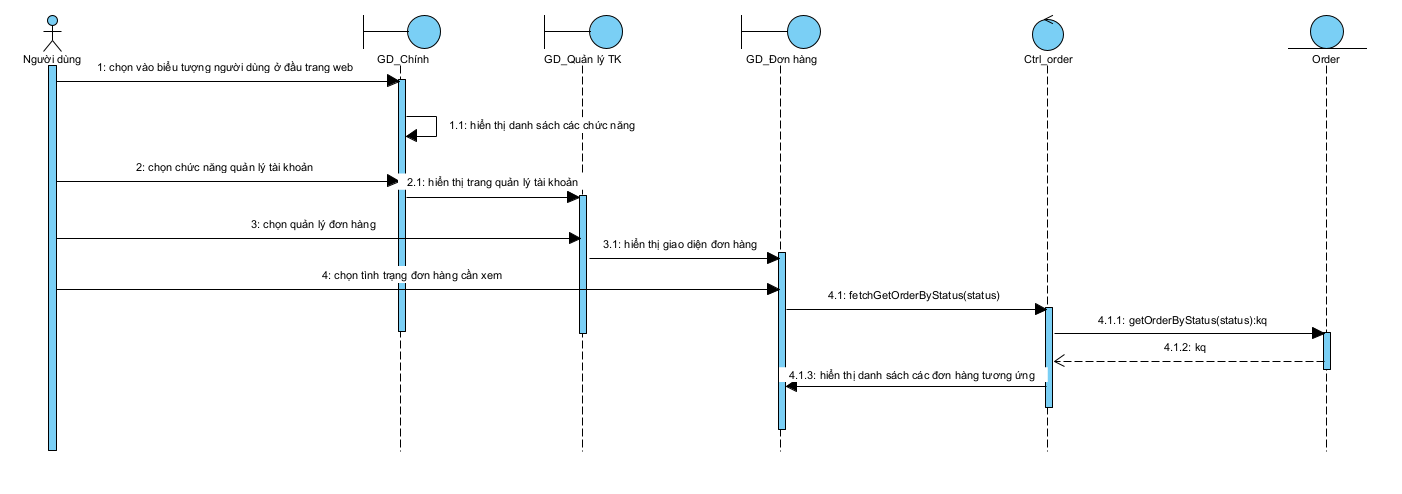 Người dùng
GD_Chính
GD_Quản lý TK
GD_Đơn hàng
Ctrl_order
Order
1: chọn vào biểu tượng người dùng ở đầu trang web
1.1: hiển thị danh sách các chức năng
2: chọn chức năng quản lý tài khoản
2.1: hiển thị trang quản lý tài khoản
3: chọn quản lý đơn hàng
3.1: hiển thị giao diện đơn hàng
4: chọn tình trạng đơn hàng cần xem
4.1: fetchGetOrderByStatus(status)
4.1.1: getOrderByStatus(status):kq
4.1.2: kq
4.1.3: hiển thị danh sách các đơn hàng tương ứng